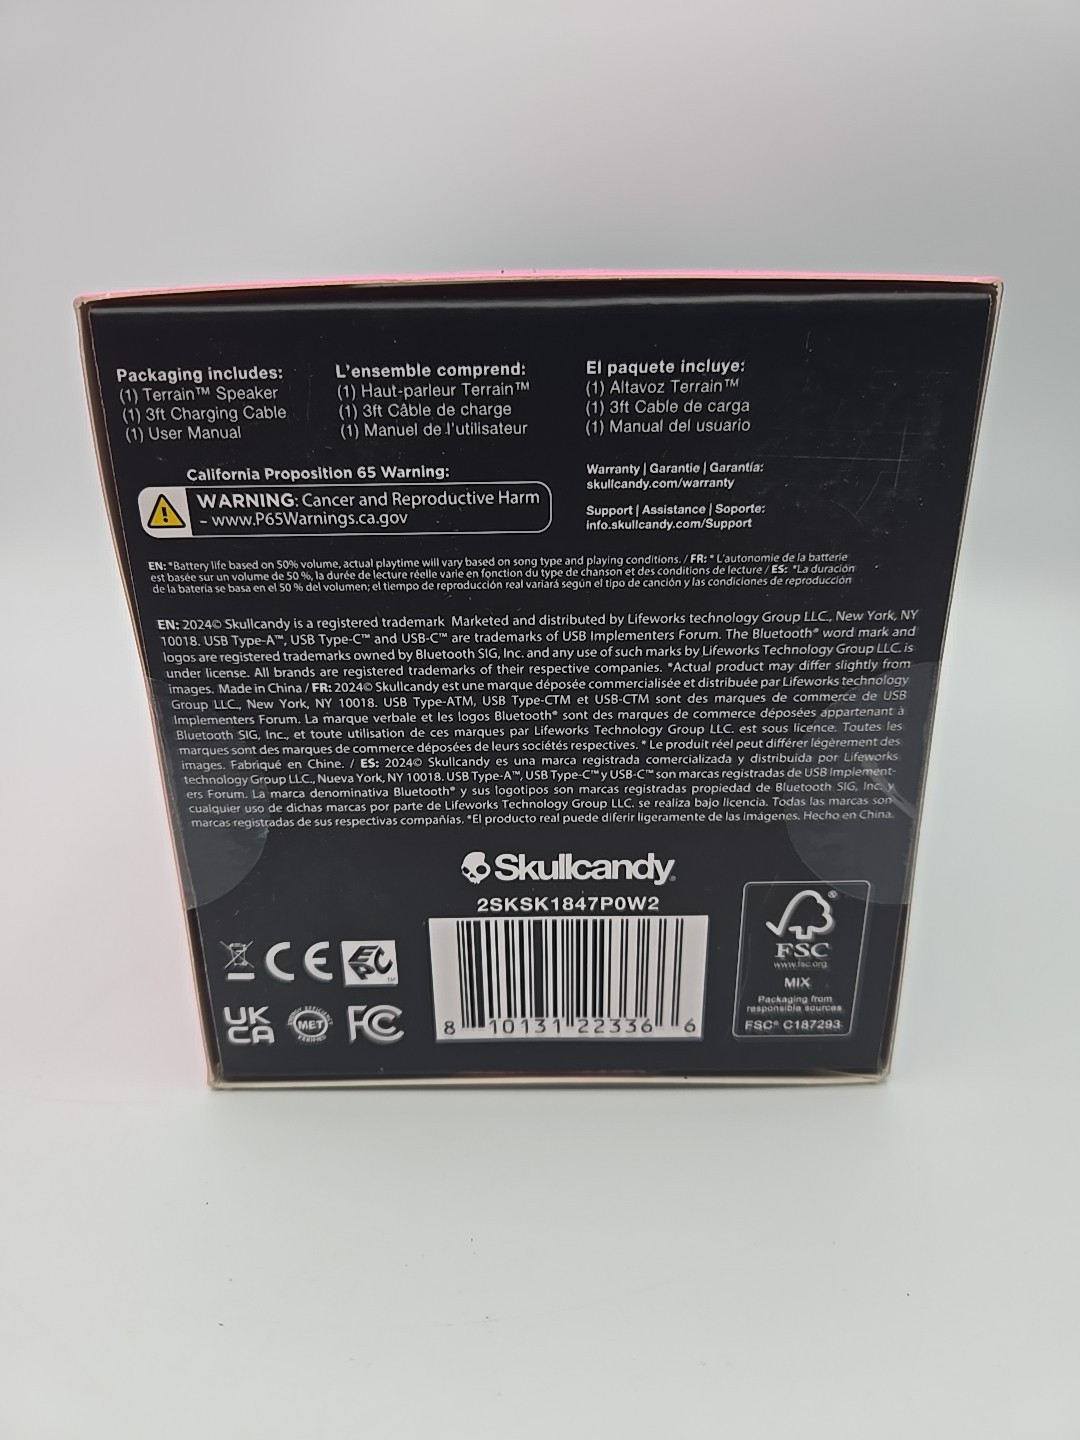 Packaging includes:
(1) Terrain™ Speaker
(1) 3ft Charging Cable
(1) User Manual
L'ensemble comprend:
(1) Haut-parleur Terrain™
(1) 3ft Câble de charge
(1) Manuel de l'utilisateur
El paquete incluye:
(1) Altavoz Terrain™
(1) 3ft Cable de carga
(1) Manual del usuario
California Proposition 65 Warning:
WARNING: Cancer and Reproductive Harm
– www.P65Warnings.ca.gov
Warranty | Garantie | Garantía:
skullcandy.com/warranty
Support | Assistance | Soporte:
info.skullcandy.com/Support
EN: *Battery life based on 50% volume, actual playtime will vary based on song type and playing conditions. / FR: * L'autonomie de la batterie
est basée sur un volume de 50 %, la durée de lecture réelle varie en fonction du type de chanson et des conditions de lecture / ES: *La duración
de la batería se basa en el 50 % del volumen; el tiempo de reproducción real variará según el tipo de canción y las condiciones de reproducción
EN: 2024© Skullcandy is a registered trademark Marketed and distributed by Lifeworks technology Group LLC., New York, NY
10018. USB Type-A™, USB Type-C™ and USB-C™ are trademarks of USB Implementers Forum. The Bluetooth® word mark and
logos are registered trademarks owned by Bluetooth SIG, Inc. and any use of such marks by Lifeworks Technology Group LLC. is
under license. All brands are registered trademarks of their respective companies. *Actual product may differ slightly from
images. Made in China / FR: 2024© Skullcandy est une marque déposée commercialisée et distribuée par Lifeworks technology
Group LLC., New York, NY 10018. USB Type-ATM, USB Type-CTM et USB-CTM sont des marques de commerce de USB
Implementers Forum. La marque verbale et les logos Bluetooth® sont des marques de commerce déposées appartenant à
Bluetooth SIG, Inc., et toute utilisation de ces marques par Lifeworks Technology Group LLC. est sous licence. Toutes les
marques sont des marques de commerce déposées de leurs sociétés respectives. * Le produit réel peut différer légèrement des
images. Fabriqué en Chine. / ES: 2024© Skullcandy es una marca registrada comercializada y distribuida por Lifeworks
technology Group LLC., Nueva York, NY 10018. USB Type-A™, USB Type-C™ y USB-C™ son marcas registradas de USB Implement-
ers Forum. La marca denominativa Bluetooth® y sus logotipos son marcas registradas propiedad de Bluetooth SIG, Inc. y
cualquier uso de dichas marcas por parte de Lifeworks Technology Group LLC. se realiza bajo licencia. Todas las marcas son
marcas registradas de sus respectivas compañías. *El producto real puede diferir ligeramente de las imágenes. Hecho en China.
Skullcandy®
2SKSK1847P0W2
8 10131 22336 6
CE
UK
CA
ENERGY EFFICIENCY
MET
VERIFIED
FC
FSC
www.fsc.org
MIX
Packaging from
responsible sources
FSC® C187293